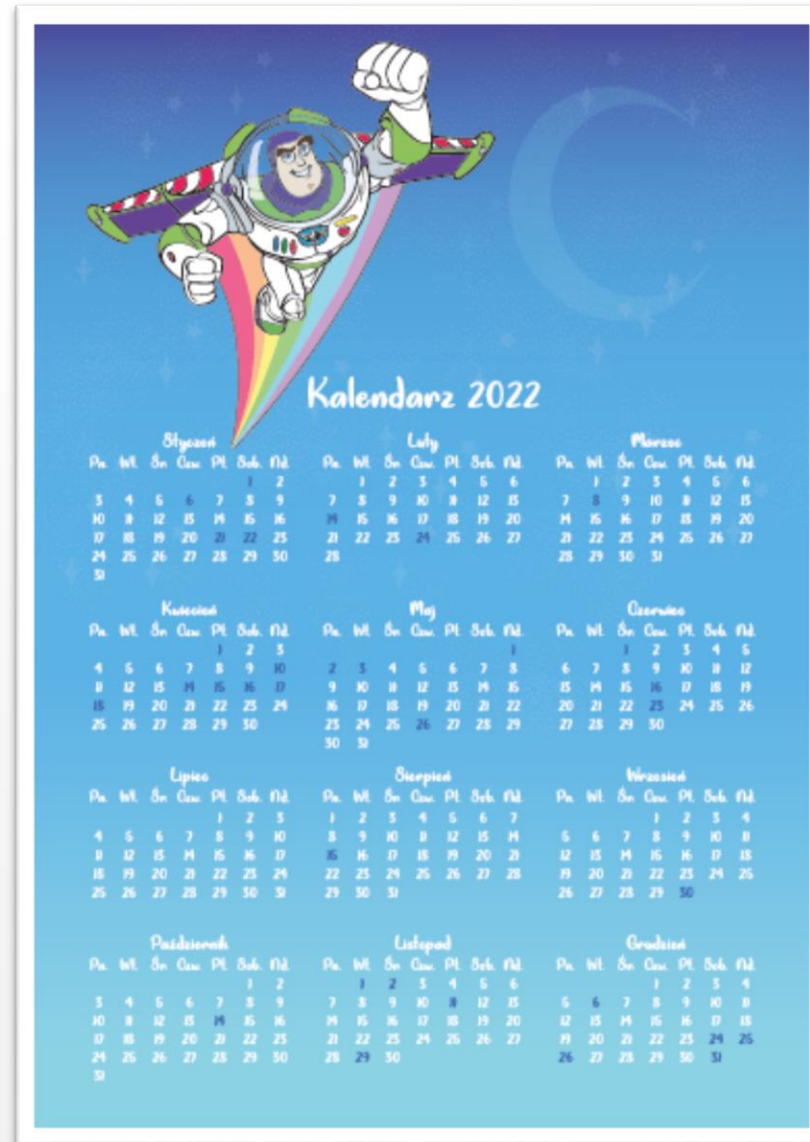 Kalendarz 2022
Styczeń
Pn. Wt. Śr. Czw. Pt. Sob. Nd.
1 2
3 4 5 6 7 8 9
10 11 12 13 14 15 16
17 18 19 20 21 22 23
24 25 26 27 28 29 30
31
Luty
Pn. Wt. Śr. Czw. Pt. Sob. Nd.
1 2 3 4 5 6
7 8 9 10 11 12 13
14 15 16 17 18 19 20
21 22 23 24 25 26 27
28
Marzec
Pn. Wt. Śr. Czw. Pt. Sob. Nd.
1 2 3 4 5 6
7 8 9 10 11 12 13
14 15 16 17 18 19 20
21 22 23 24 25 26 27
28 29 30 31
Kwiecień
Pn. Wt. Śr. Czw. Pt. Sob. Nd.
1 2 3
4 5 6 7 8 9 10
11 12 13 14 15 16 17
18 19 20 21 22 23 24
25 26 27 28 29 30
Maj
Pn. Wt. Śr. Czw. Pt. Sob. Nd.
1
2 3 4 5 6 7 8
9 10 11 12 13 14 15
16 17 18 19 20 21 22
23 24 25 26 27 28 29
30 31
Czerwiec
Pn. Wt. Śr. Czw. Pt. Sob. Nd.
1 2 3 4 5
6 7 8 9 10 11 12
13 14 15 16 17 18 19
20 21 22 23 24 25 26
27 28 29 30
Lipiec
Pn. Wt. Śr. Czw. Pt. Sob. Nd.
1 2 3
4 5 6 7 8 9 10
11 12 13 14 15 16 17
18 19 20 21 22 23 24
25 26 27 28 29 30 31
Sierpień
Pn. Wt. Śr. Czw. Pt. Sob. Nd.
1 2 3 4 5 6 7
8 9 10 11 12 13 14
15 16 17 18 19 20 21
22 23 24 25 26 27 28
29 30 31
Wrzesień
Pn. Wt. Śr. Czw. Pt. Sob. Nd.
1 2 3 4
5 6 7 8 9 10 11
12 13 14 15 16 17 18
19 20 21 22 23 24 25
26 27 28 29 30
Październik
Pn. Wt. Śr. Czw. Pt. Sob. Nd.
1 2
3 4 5 6 7 8 9
10 11 12 13 14 15 16
17 18 19 20 21 22 23
24 25 26 27 28 29 30
31
Listopad
Pn. Wt. Śr. Czw. Pt. Sob. Nd.
1 2 3 4 5 6
7 8 9 10 11 12 13
14 15 16 17 18 19 20
21 22 23 24 25 26 27
28 29 30
Grudzień
Pn. Wt. Śr. Czw. Pt. Sob. Nd.
1 2 3 4
5 6 7 8 9 10 11
12 13 14 15 16 17 18
19 20 21 22 23 24 25
26 27 28 29 30 31